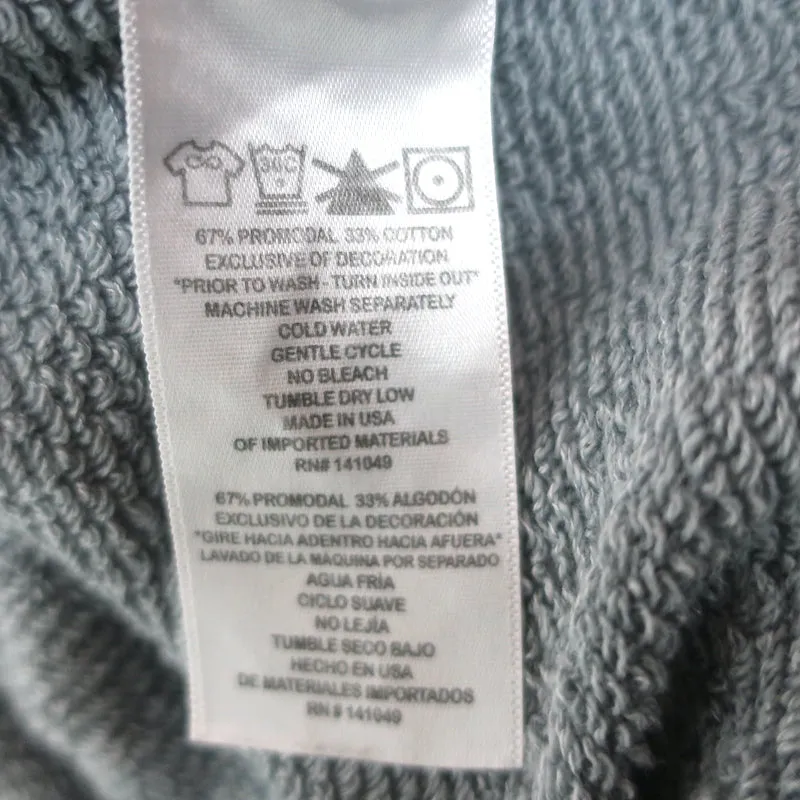 30C
67% PROMODAL 33% COTTON
EXCLUSIVE OF DECORATION
"PRIOR TO WASH - TURN INSIDE OUT"
MACHINE WASH SEPARATELY
COLD WATER
GENTLE CYCLE
NO BLEACH
TUMBLE DRY LOW
MADE IN USA
OF IMPORTED MATERIALS
RN# 141049
67% PROMODAL 33% ALGODÓN
EXCLUSIVO DE LA DECORACIÓN
"GIRE HACIA ADENTRO HACIA AFUERA"
LAVADO DE LA MAQUINA POR SEPARADO
AGUA FRÍA
CICLO SUAVE
NO LEJÍA
TUMBLE SECO BAJO
HECHO EN USA
DE MATERIALES IMPORTADOS
RN # 141049